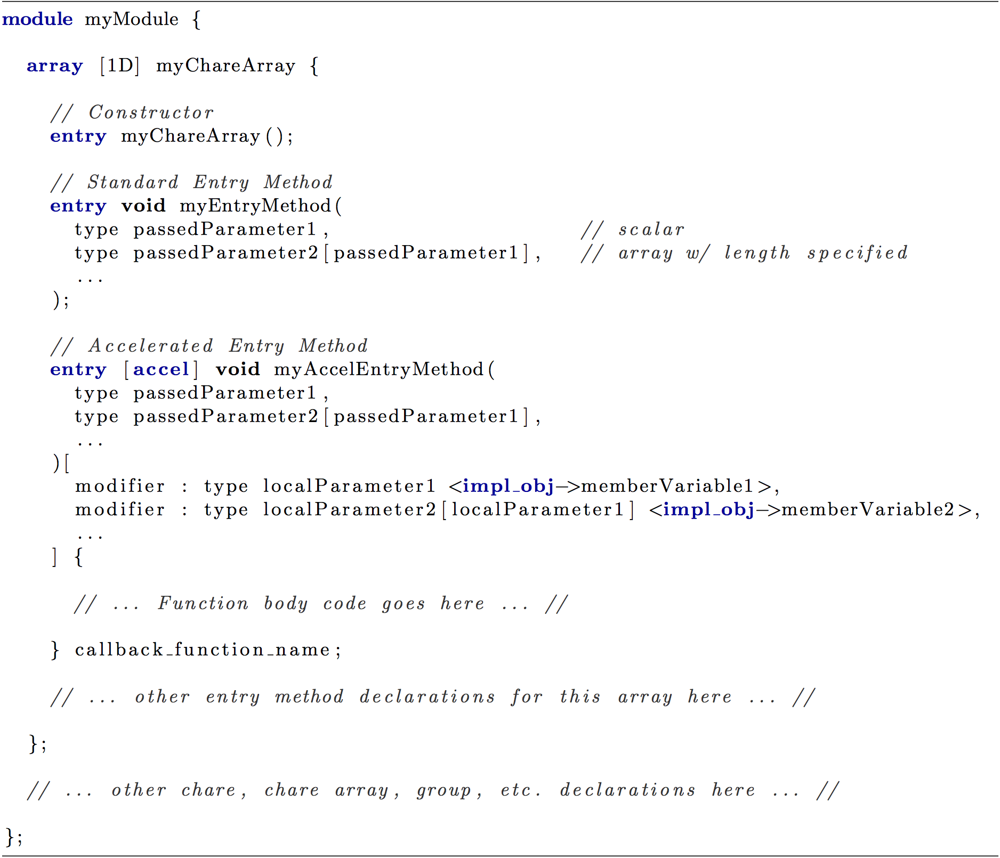 module myModule {
array [1D] myChareArray {
// Constructor
entry myChareArray();
// Standard Entry Method
entry void myEntryMethod(
type passedParameter1, // scalar
type passedParameter2[passedParameter1], // array w/ length specified
...
);
// Accelerated Entry Method
entry [accel] void myAccelEntryMethod(
type passedParameter1,
type passedParameter2[passedParameter1],
...
)[
modifier : type localParameter1 <impl_obj->memberVariable1>,
modifier : type localParameter2[localParameter1] <impl_obj->memberVariable2>,
...
] {
// ... Function body code goes here ... //
} callback_function_name;
// ... other entry method declarations for this array here ... //
};
// ... other chare, chare array, group, etc. declarations here ... //
};